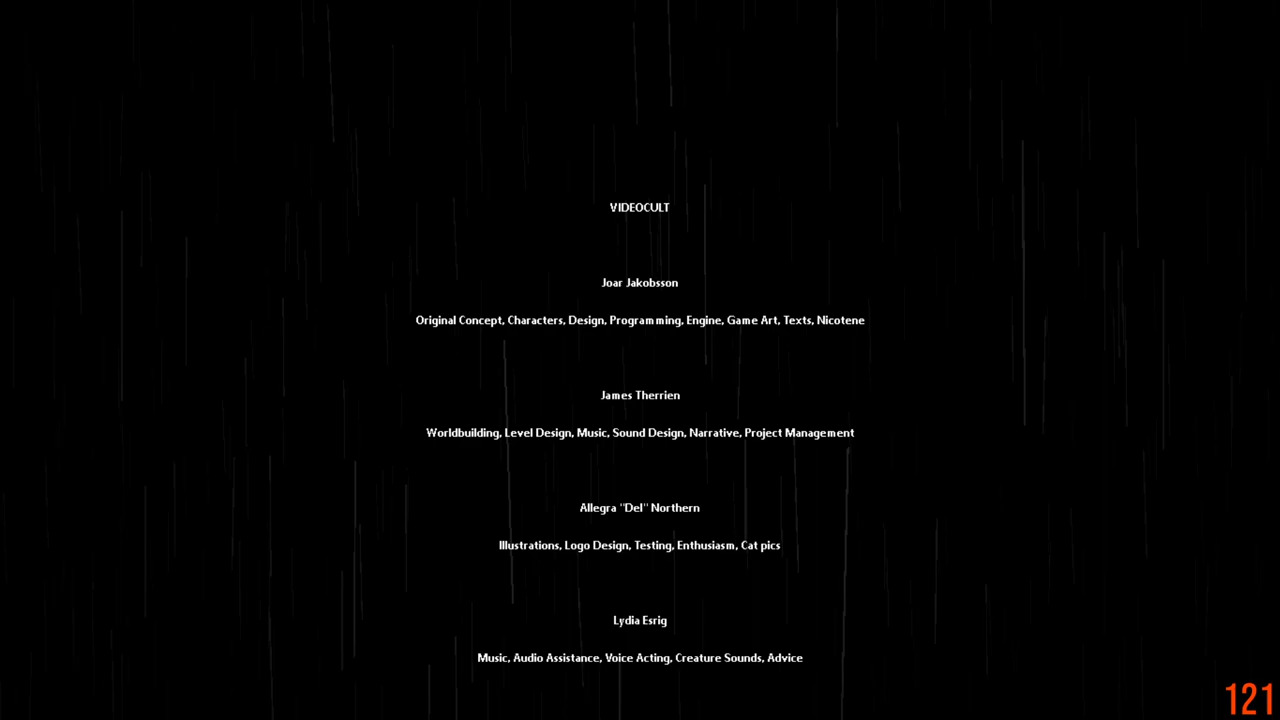 VIDEOCULT
Joar Jakobsson
Original Concept, Characters, Design, Programming, Engine, Game Art, Texts, Nicotene
James Therrien
Worldbuilding, Level Design, Music, Sound Design, Narrative, Project Management
Allegra "Del" Northern
Illustrations, Logo Design, Testing, Enthusiasm, Cat pics
Lydia Esrig
Music, Audio Assistance, Voice Acting, Creature Sounds, Advice
121